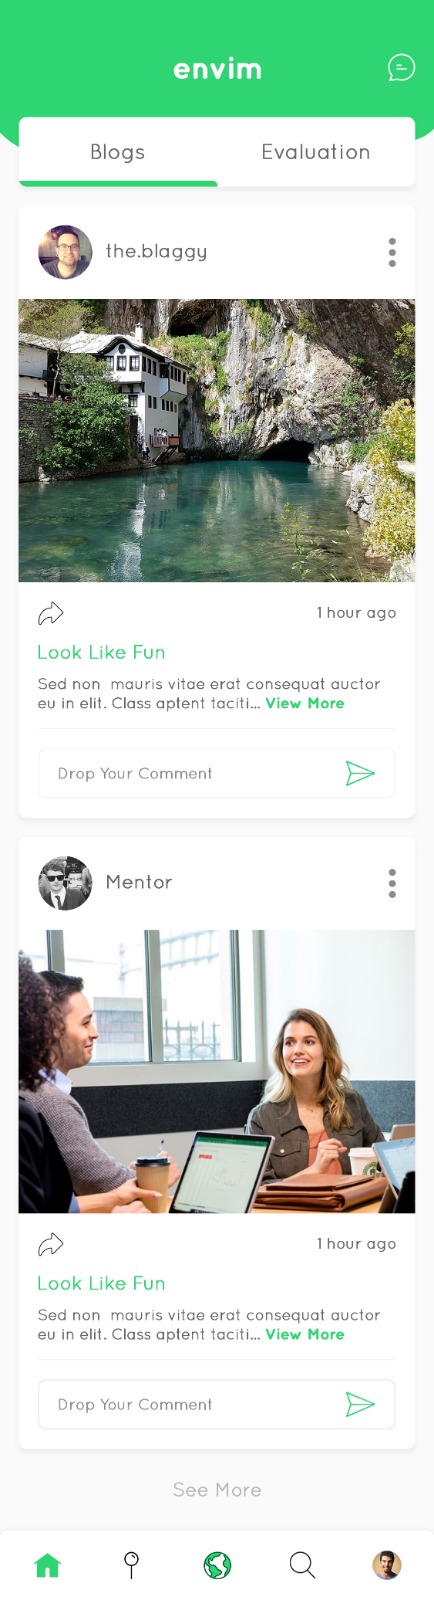 envim
Blogs
Evaluation
the.blaggy
1 hour ago
Look Like Fun
Sed non  mauris vitae erat consequat auctor
eu in elit. Class aptent taciti... View More
Drop Your Comment
Mentor
1 hour ago
Look Like Fun
Sed non  mauris vitae erat consequat auctor
eu in elit. Class aptent taciti... View More
Drop Your Comment
See More